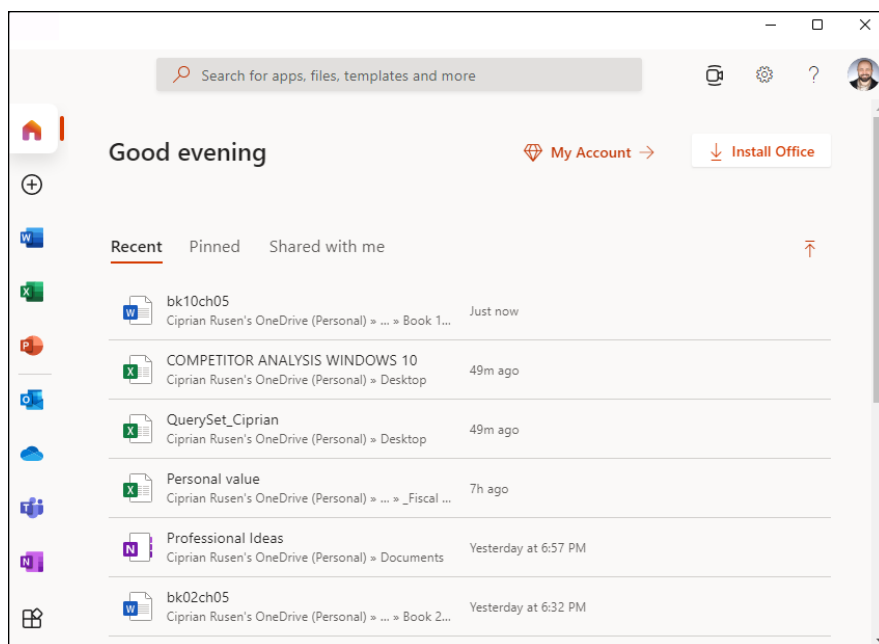 Search for apps, files, templates and more
Good evening
My Account
Install Office
Recent Pinned Shared with me
bk10ch05
Ciprian Rusen's OneDrive (Personal) » ... » Book 1...
Just now
COMPETITOR ANALYSIS WINDOWS 10
Ciprian Rusen's OneDrive (Personal) » Desktop
49m ago
QuerySet_Ciprian
Ciprian Rusen's OneDrive (Personal) » Desktop
49m ago
Personal value
Ciprian Rusen's OneDrive (Personal) » ... » _Fiscal ...
7h ago
Professional Ideas
Ciprian Rusen's OneDrive (Personal) » Documents
Yesterday at 6:57 PM
bk02ch05
Ciprian Rusen's OneDrive (Personal) » ... » Book 2...
Yesterday at 6:32 PM